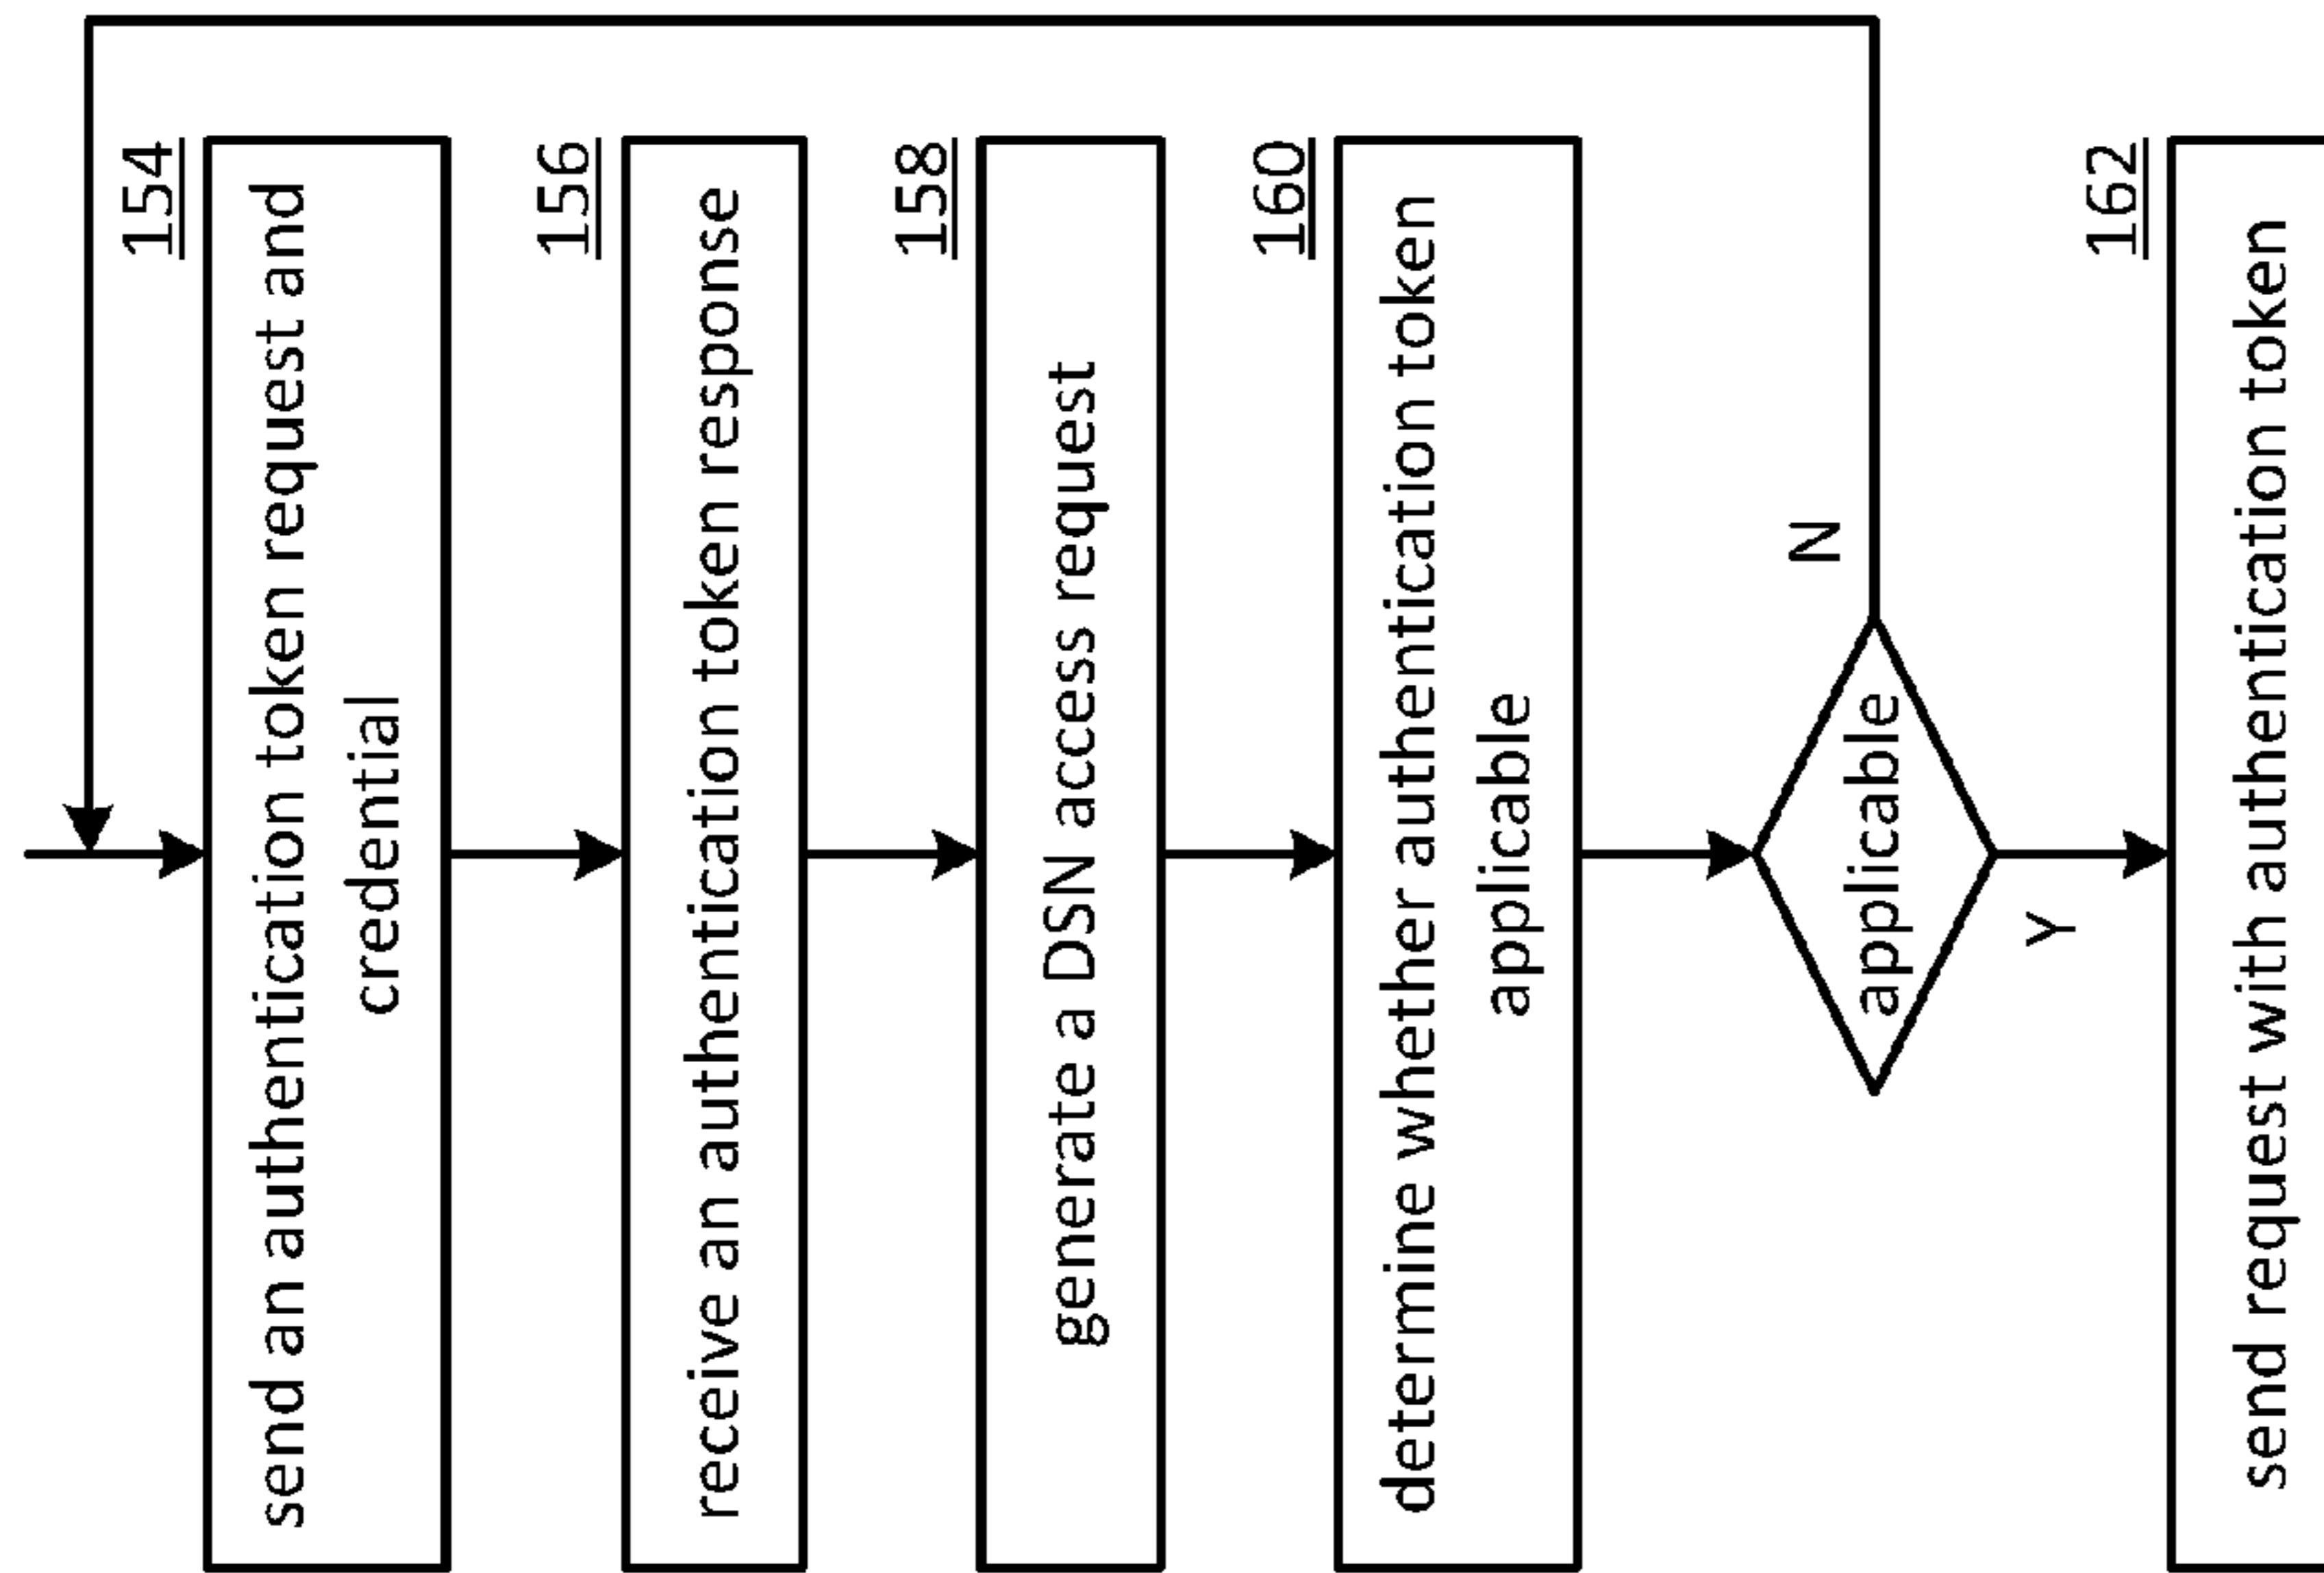 154
send an authentication token request and
credential
156
receive an authentication token response
158
generate a DSN access request
160
determine whether authentication token
applicable
applicable
N
Y
162
send request with authentication token